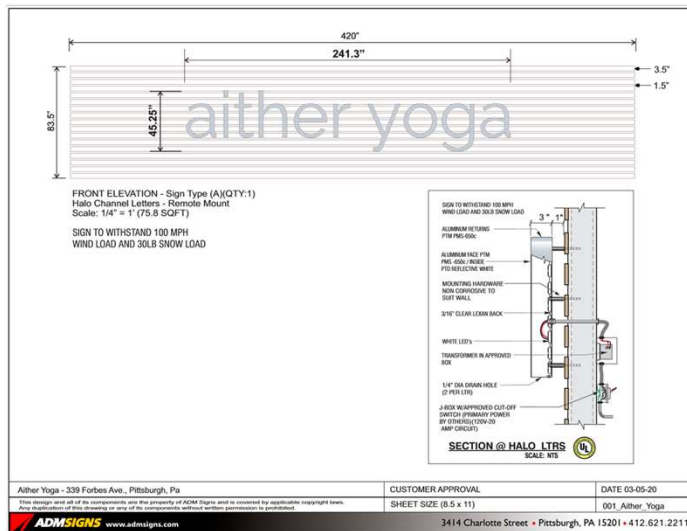 420"
241.3"
3.5"
1.5"
83.5"
45.25"
aither yoga
FRONT ELEVATION - Sign Type (A)(QTY:1)
Halo Channel Letters - Remote Mount
Scale: 1/4" = 1' (75.8 SQFT)
SIGN TO WITHSTAND 100 MPH
WIND LOAD AND 30LB SNOW LOAD
SIGN TO WITHSTAND 100 MPH
WIND LOAD AND 30LB SNOW LOAD
3" 1"
ALUMINUM RETURNS
PTM PMS-650c
ALUMINUM FACE PTM
PMS -650c / INSIDE
PTD REFLECTIVE WHITE
MOUNTING HARDWARE
NON CORROSIVE TO
SUIT WALL
3/16" CLEAR LEXAN BACK
WHITE LED's
TRANSFORMER IN APPROVED
BOX
1/4" DIA DRAIN HOLE
(2 PER LTR)
J-BOX W/APPROVED CUT-OFF
SWITCH (PRIMARY POWER
BY OTHERS)(120V-20
AMP CIRCUIT)
SECTION @ HALO LTRS
SCALE: NTS
UL
Aither Yoga - 339 Forbes Ave., Pittsburgh, Pa
CUSTOMER APPROVAL
DATE 03-05-20
This design and all of its components are the property of ADM Signs and is covered by applicable copyright laws.
Any duplication of this drawing or any of its components without written permission is prohibited.
SHEET SIZE (8.5 x 11)
001_Aither_Yoga
ADMSIGNS www.admsigns.com
3414 Charlotte Street • Pittsburgh, PA 15201 • 412.621.2215